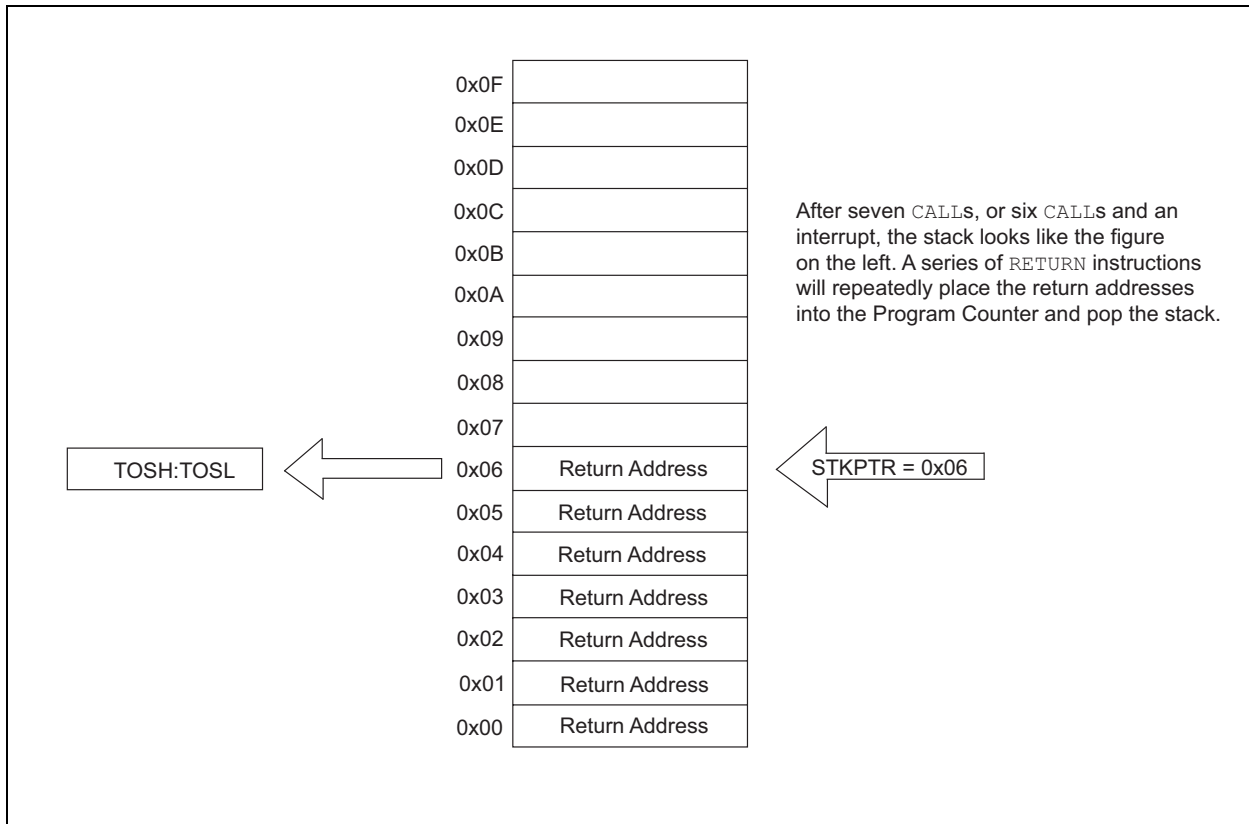 0x0F
0x0E
0x0D
0x0C
0x0B
0x0A
0x09
0x08
0x07
After seven CALLs, or six CALLs and an
interrupt, the stack looks like the figure
on the left. A series of RETURN instructions
will repeatedly place the return addresses
into the Program Counter and pop the stack.
TOSH:TOSL
0x06 Return Address
STKPTR = 0x06
0x05 Return Address
0x04 Return Address
0x03 Return Address
0x02 Return Address
0x01 Return Address
0x00 Return Address